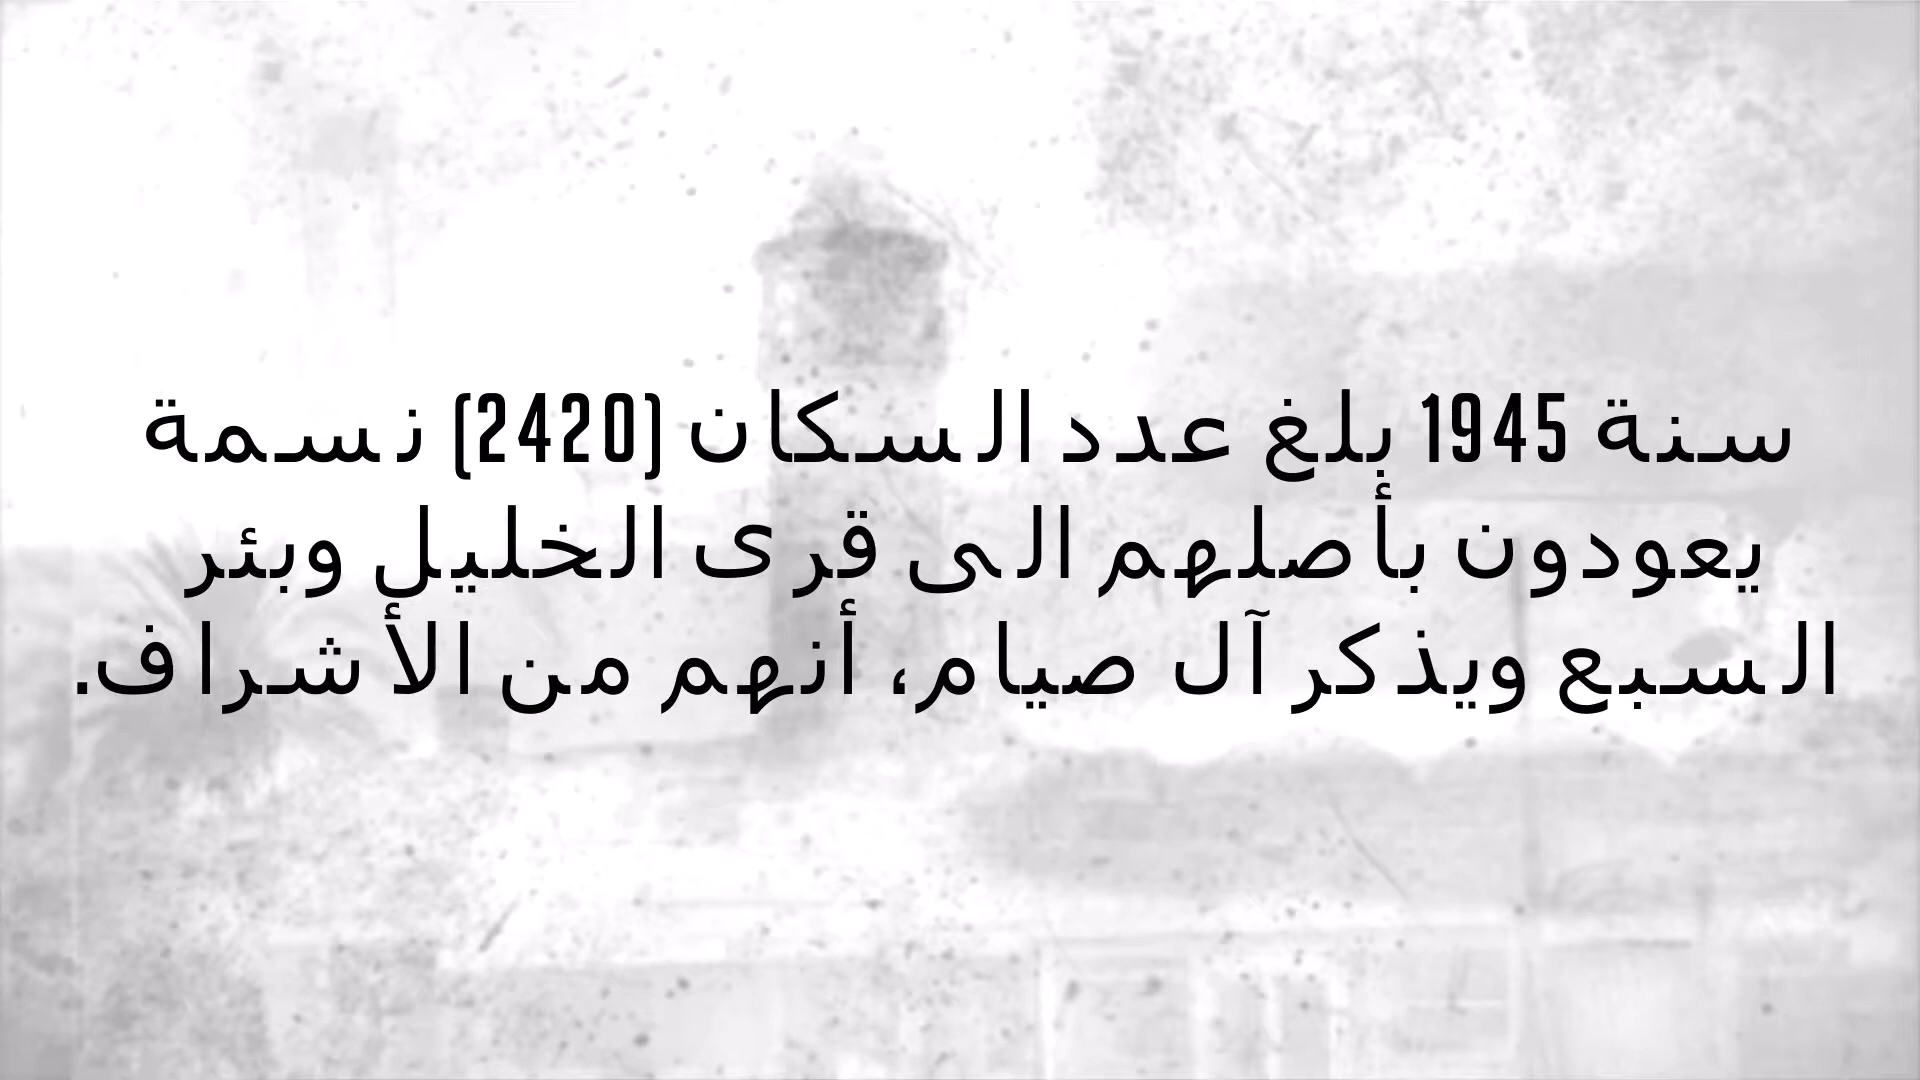 سنة 1945 بلغ عدد السكان (2420) نسمة
يعودون بأصلهم الى قرى الخليل وبئر
السبع ويذكر آل صيام، أنهم من الأشراف.